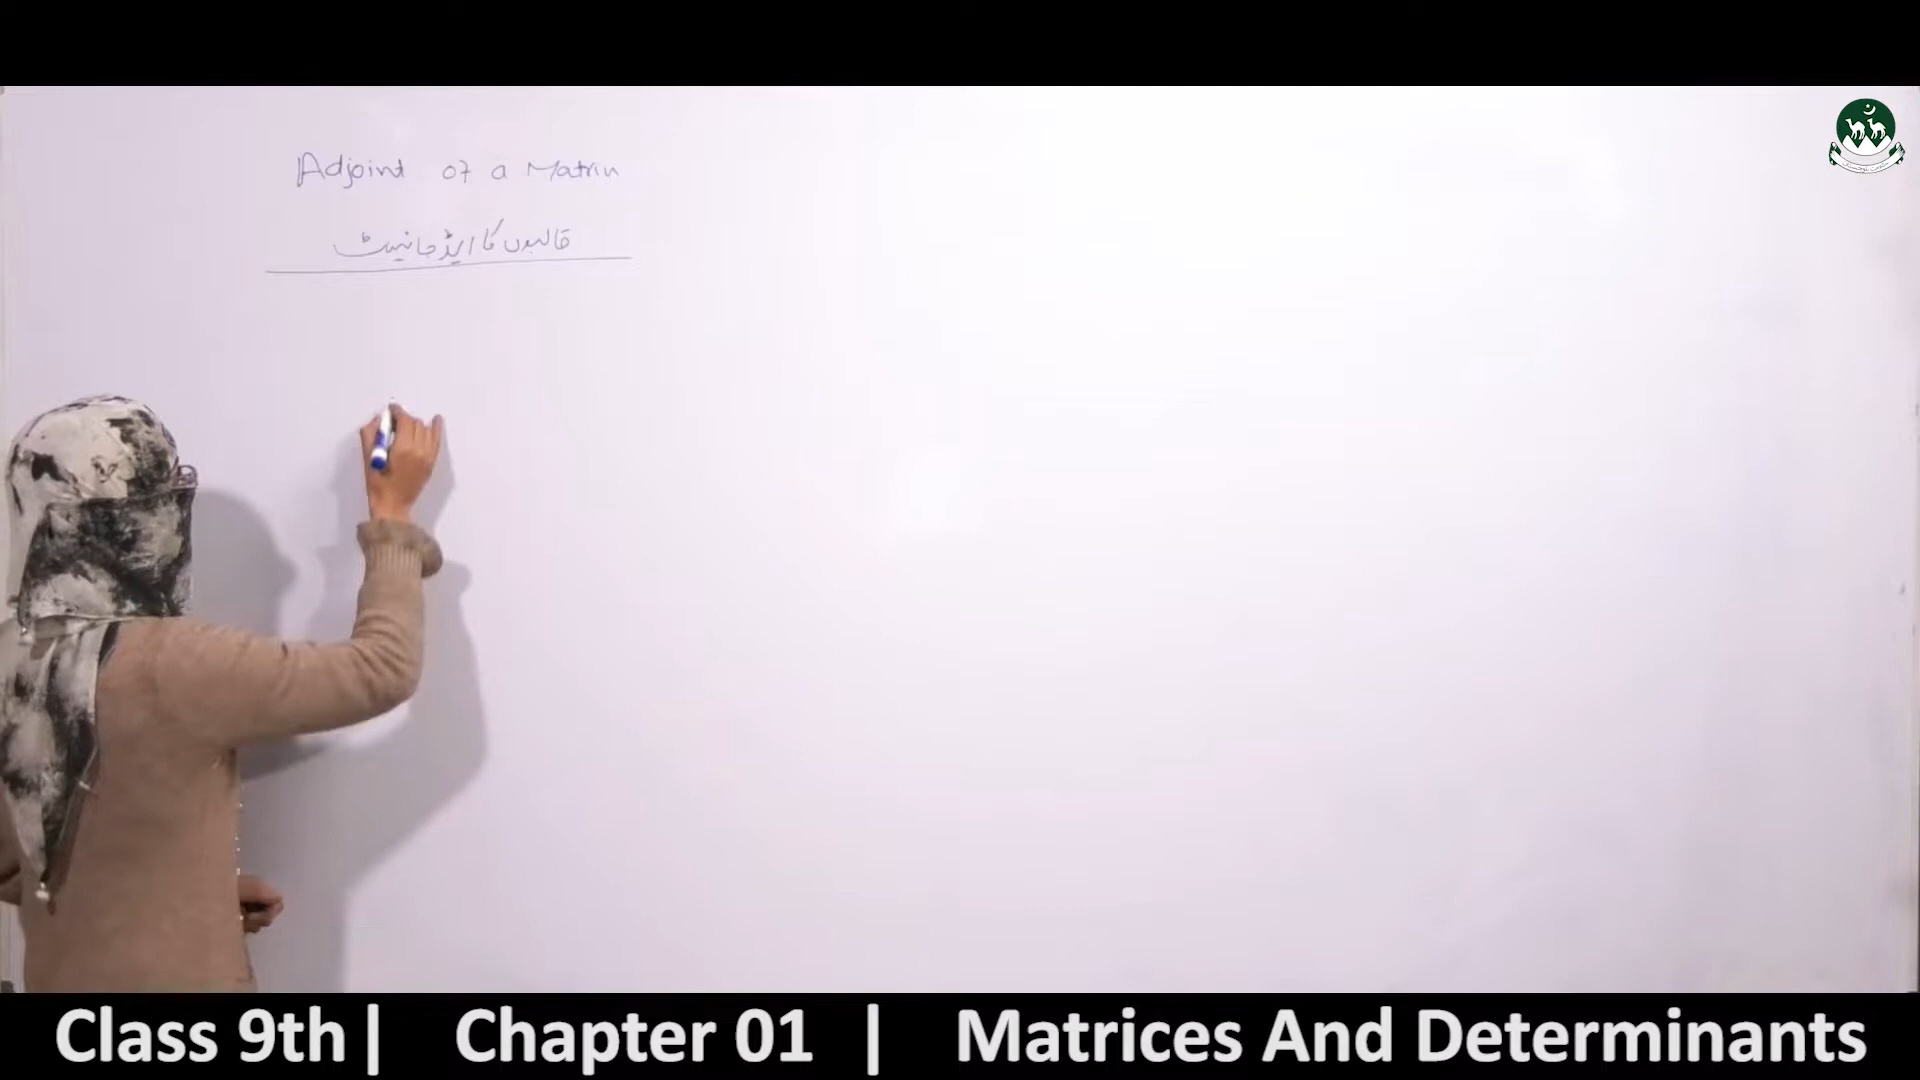 Adjoint of a Matrix
قالبوں کا ایڈجائنٹ
Class 9th | Chapter 01 | Matrices And Determinants